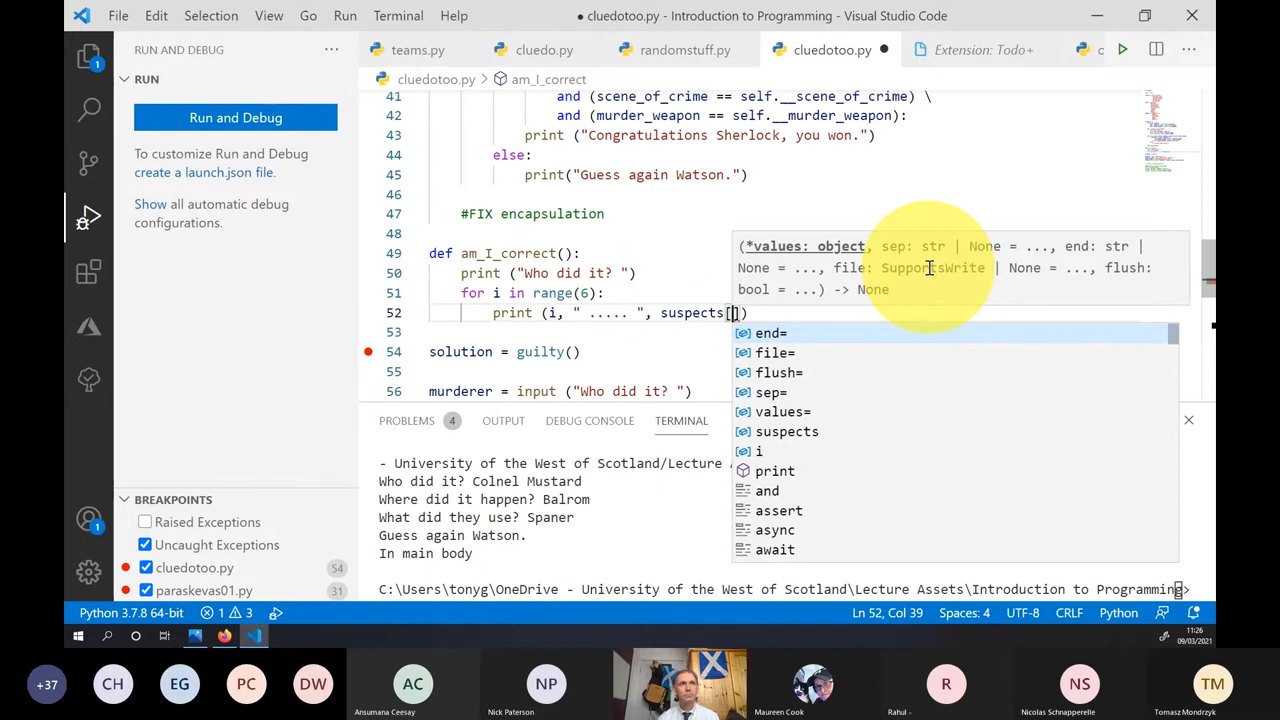 File Edit Selection View Go Run Terminal Help
● cluedotoo.py - Introduction to Programming - Visual Studio Code
RUN AND DEBUG ···
teams.py cluedo.py randomstuff.py cluedotoo.py ● Extension: Todo+
RUN
cluedotoo.py > am_I_correct
Run and Debug
To customize Run and Debug
create a launch.json file.
Show all automatic debug
configurations.
41 and (scene_of_crime == self.__scene_of_crime) \
42 and (murder_weapon == self.__murder_weapon):
43 print ("Congratulations Sherlock, you won.")
44 else:
45 print("Guess again Watson.")
46
47 #FIX encapsulation
48
49 def am_I_correct():
50 print ("Who did it? ")
51 for i in range(6):
52 print (i, " ..... ", suspects[])
53
54 solution = guilty()
55
56 murderer = input ("Who did it? ")
(*values: object, sep: str | None = ..., end: str |
None = ..., file: SupportsWrite | None = ..., flush:
bool = ...) -> None
end=
file=
flush=
sep=
values=
suspects
i
print
and
assert
async
await
PROBLEMS 4 OUTPUT DEBUG CONSOLE TERMINAL
- University of the West of Scotland/Lecture
Who did it? Colnel Mustard
Where did it happen? Balrom
What did they use? Spaner
Guess again Watson.
In main body
C:\Users\tonyg\OneDrive - University of the West of Scotland\Lecture Assets\Introduction to Programming>
BREAKPOINTS
Raised Exceptions
Uncaught Exceptions
cluedotoo.py 54
paraskevas01.py 31
1
1
Python 3.7.8 64-bit 1 3 Ln 52, Col 39 Spaces: 4 UTF-8 CRLF Python
11:26
09/03/2021
+37 CH EG PC DW AC NP R NS TM
Ansumana Ceesay Nick Paterson Maureen Cook Rahul - Nicolas Schnapperelle Tomasz Mondrzyk